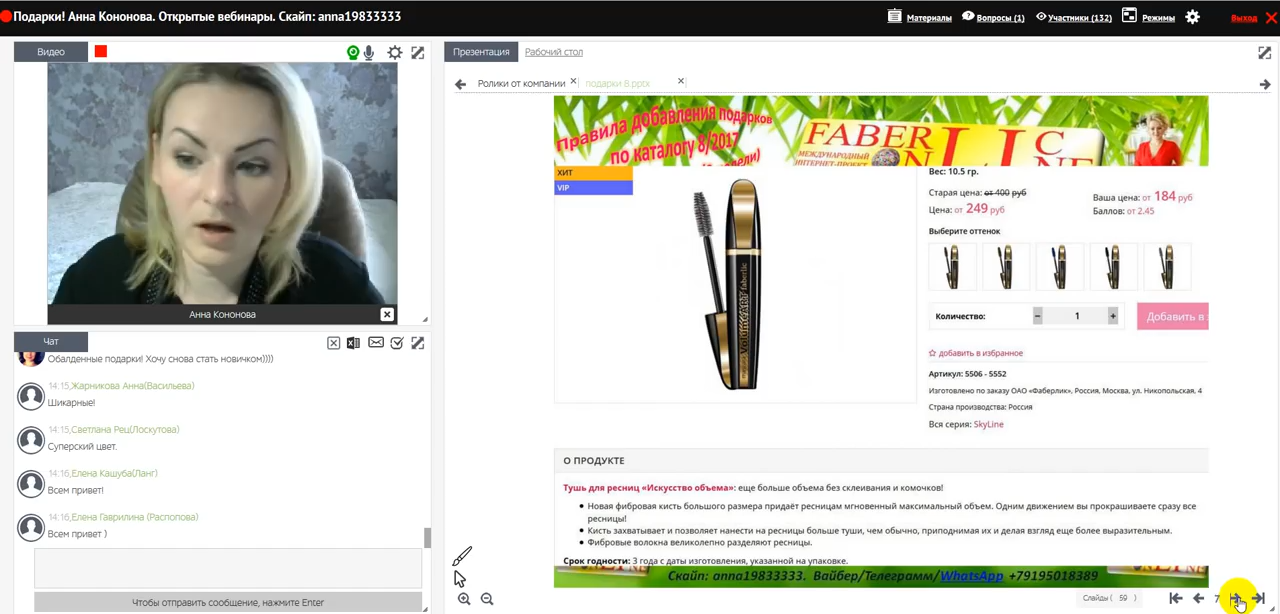 Подарки! Анна Кононова. Открытые вебинары. Скайп: anna19833333
Материалы
Вопросы (1)
Участники (132)
Режимы
Выход
Видео
Анна Кононова
Чат
Обалденные подарки! Хочу снова стать новичком))))
14:15,Жарникова Анна(Васильева)
Шикарные!
14:15,Светлана Рец(Лоскутова)
Суперский цвет.
14:16,Елена Кашуба(Ланг)
Всем привет!
14:16,Елена Гаврилина (Распопова)
Всем привет )
Чтобы отправить сообщение, нажмите Enter
Презентация
Рабочий стол
Ролики от компании
подарки 8.pptx
Правила добавления подарков
по каталогу 8/2017
FABERLIC
ONLINE
МЕЖДУНАРОДНЫЙ
ИНТЕРНЕТ-ПРОЕКТ
ХИТ
VIP
Вес: 10.5 гр.
Старая цена: от 400 руб
Цена: от 249 руб
Ваша цена: от 184 руб
Баллов: от 2.45
Выберите оттенок
Количество:
− 1 +
Добавить в
добавить в избранное
Артикул: 5506 - 5552
Изготовлено по заказу ОАО «Фаберлик», Россия, Москва, ул. Никопольская, 4
Страна производства: Россия
Вся серия: SkyLine
faberlic
О ПРОДУКТЕ
Тушь для ресниц «Искусство объема»: еще больше объема без склеивания и комочков!
Новая фибровая кисть большого размера придаёт ресницам мгновенный максимальный объем. Одним движением вы прокрашиваете сразу все
ресницы!
Кисть захватывает и позволяет нанести на ресницы больше туши, чем обычно, приподнимая их и делая взгляд еще более выразительным.
Фибровые волокна великолепно разделяют ресницы.
Срок годности: 3 года с даты изготовления, указанной на упаковке.
Скайп: anna19833333. Вайбер/Телеграмм/WhatsApp +79195018389
Слайды ( 59 )
7